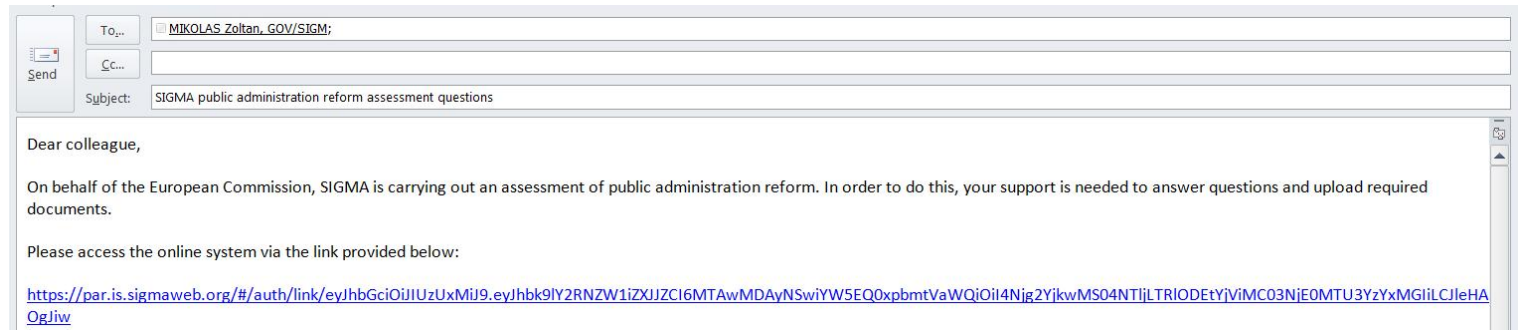 Send
To...
MIKOLAS Zoltan, GOV/SIGM;
Cc...
Subject:
SIGMA public administration reform assessment questions
Dear colleague,
On behalf of the European Commission, SIGMA is carrying out an assessment of public administration reform. In order to do this, your support is needed to answer questions and upload required
documents.
Please access the online system via the link provided below:
https://par.is.sigmaweb.org/#/auth/link/eyJhbGciOiJIUzUxMiJ9.eyJhbk9lY2RNZW1iZXJJZCI6MTAwMDAyNSwiYW5EQ0xpbmtVaWQiOiI4Njg2YjkwMS04NTljLTRlODEtYjViMC03NjE0MTU3YzYxMGIiLCJleHA
OgJiw